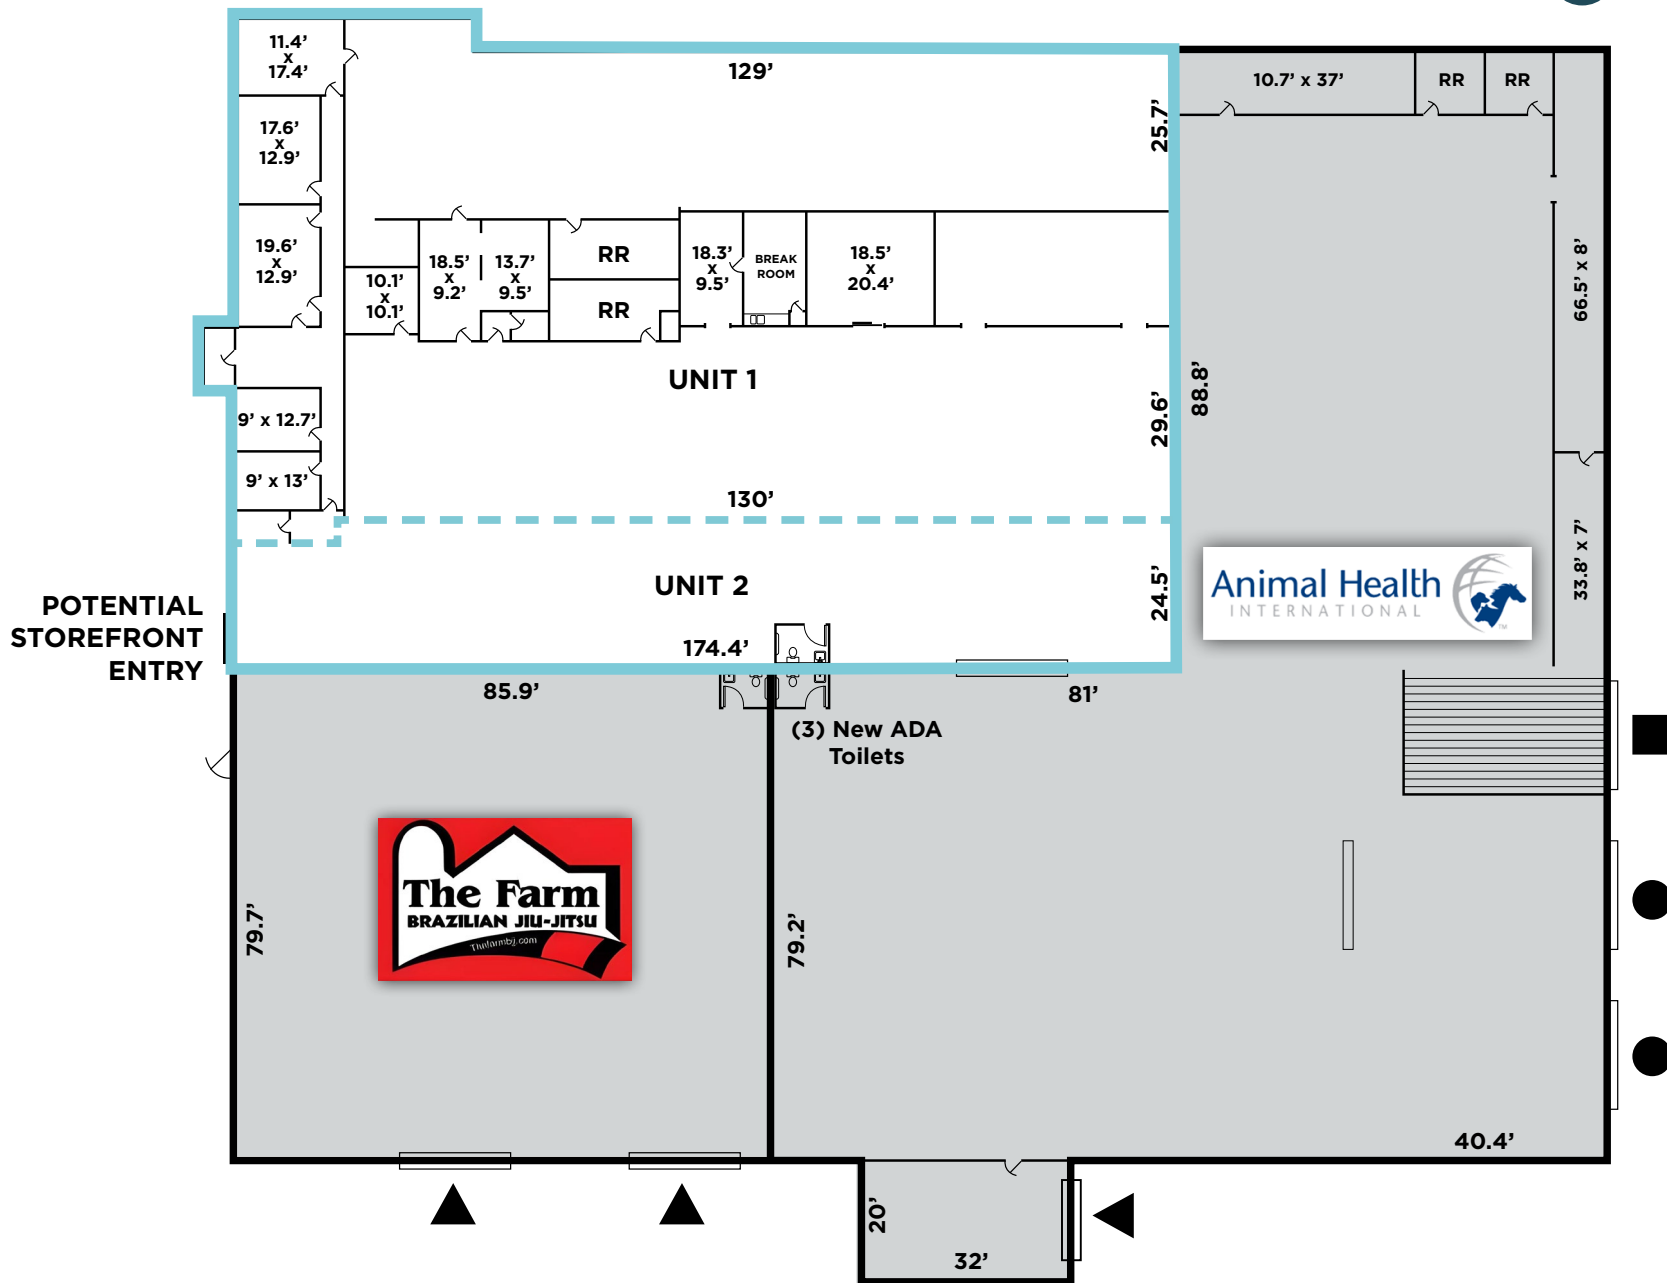 11.4’
x
17.4’
129’
10.7’ x 37’
RR
RR
17.6’
x
12.9’
25.7’
19.6’
x
12.9’
10.1’
x
10.1’
18.5’
x
9.2’
13.7’
x
9.5’
RR
RR
18.3’
x
9.5’
BREAK
ROOM
18.5’
x
20.4’
66.5’ x 8’
UNIT 1
88.8’
29.6’
9’ x 12.7’
9’ x 13’
130’
33.8’ x 7’
Animal Health
INTERNATIONAL
TM
UNIT 2
24.5’
POTENTIAL
STOREFRONT
ENTRY
174.4’
85.9’
81’
(3) New ADA
Toilets
The Farm
BRAZILIAN JIU-JITSU
Thefarmbjj.com
79.7’
79.2’
40.4’
20’
32’